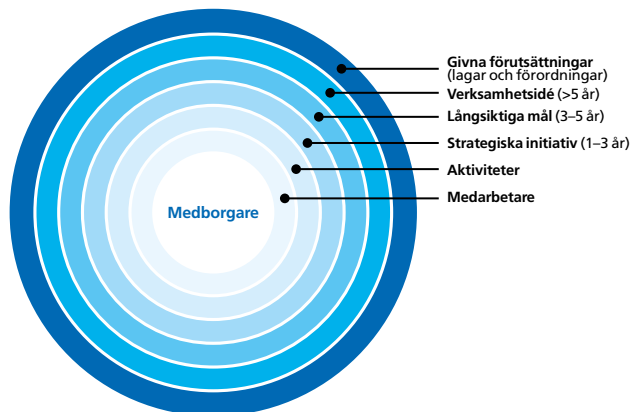 Givna förutsättningar
(lagar och förordningar)
Verksamhetsidé (>5 år)
Långsiktiga mål (3–5 år)
Strategiska initiativ (1–3 år)
Aktiviteter
Medarbetare
Medborgare